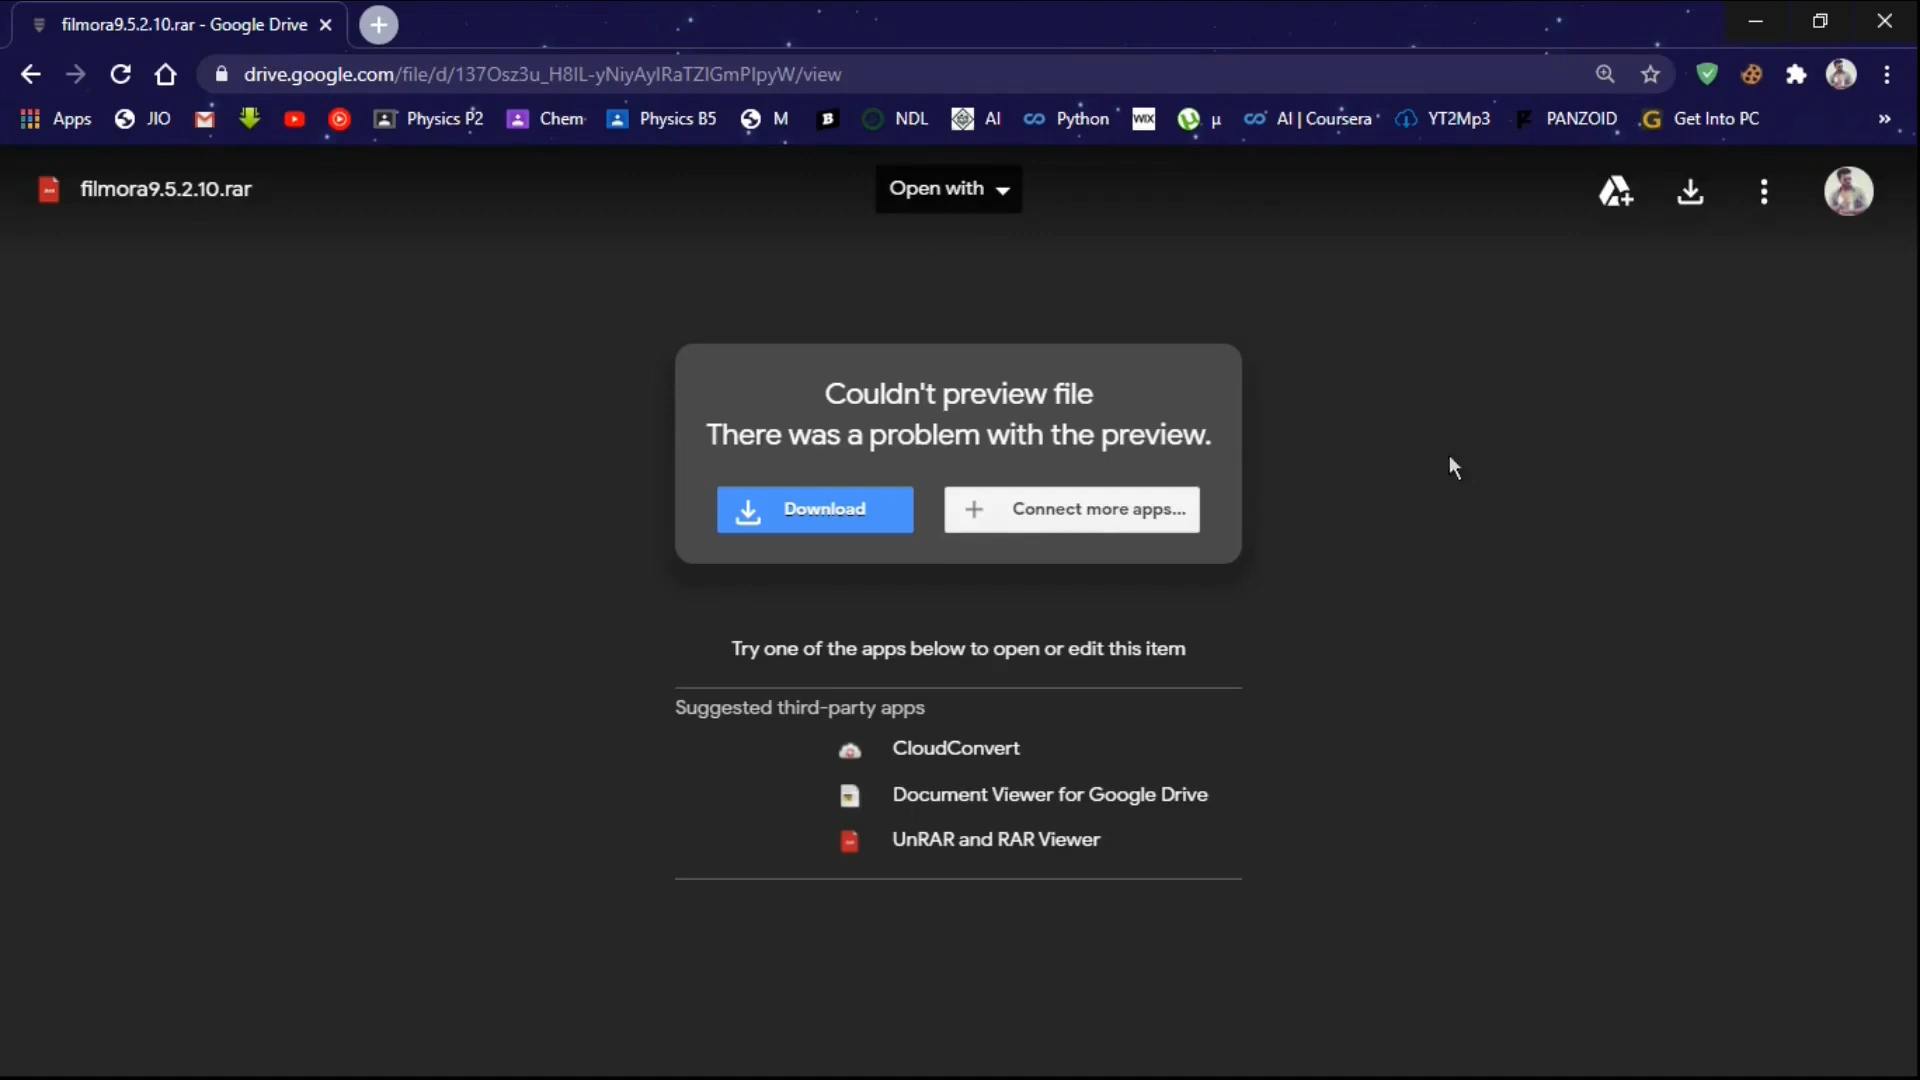 filmora9.5.2.10.rar - Google Drive
drive.google.com/file/d/137Osz3u_H8IL-yNiyAyIRaTZIGmPIpyW/view
Apps JIO Physics P2 Chem Physics B5 M B NDL AI Python WIX µ AI | Coursera YT2Mp3 PANZOID Get Into PC »
filmora9.5.2.10.rar Open with
Couldn't preview file
There was a problem with the preview.
Download + Connect more apps...
Try one of the apps below to open or edit this item
Suggested third-party apps
CloudConvert
Document Viewer for Google Drive
UnRAR and RAR Viewer